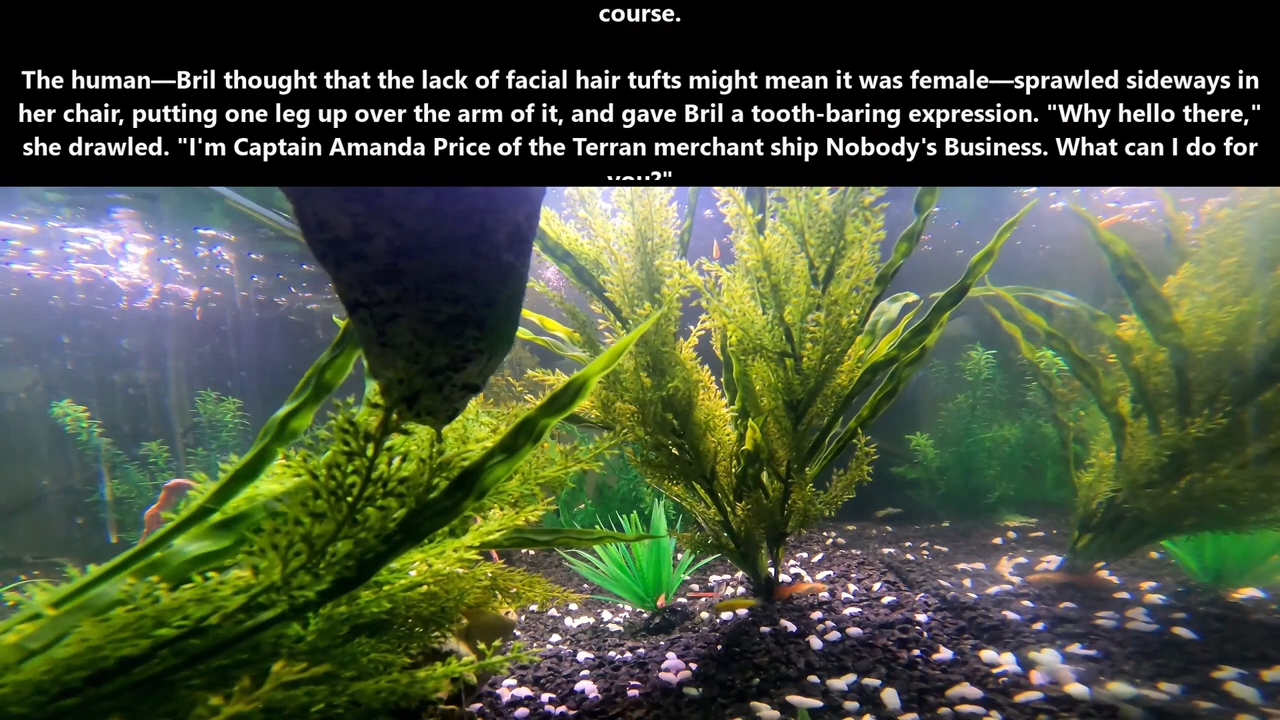 course.
The human—Bril thought that the lack of facial hair tufts might mean it was female—sprawled sideways in
her chair, putting one leg up over the arm of it, and gave Bril a tooth-baring expression. "Why hello there,"
she drawled. "I'm Captain Amanda Price of the Terran merchant ship Nobody's Business. What can I do for
you?"